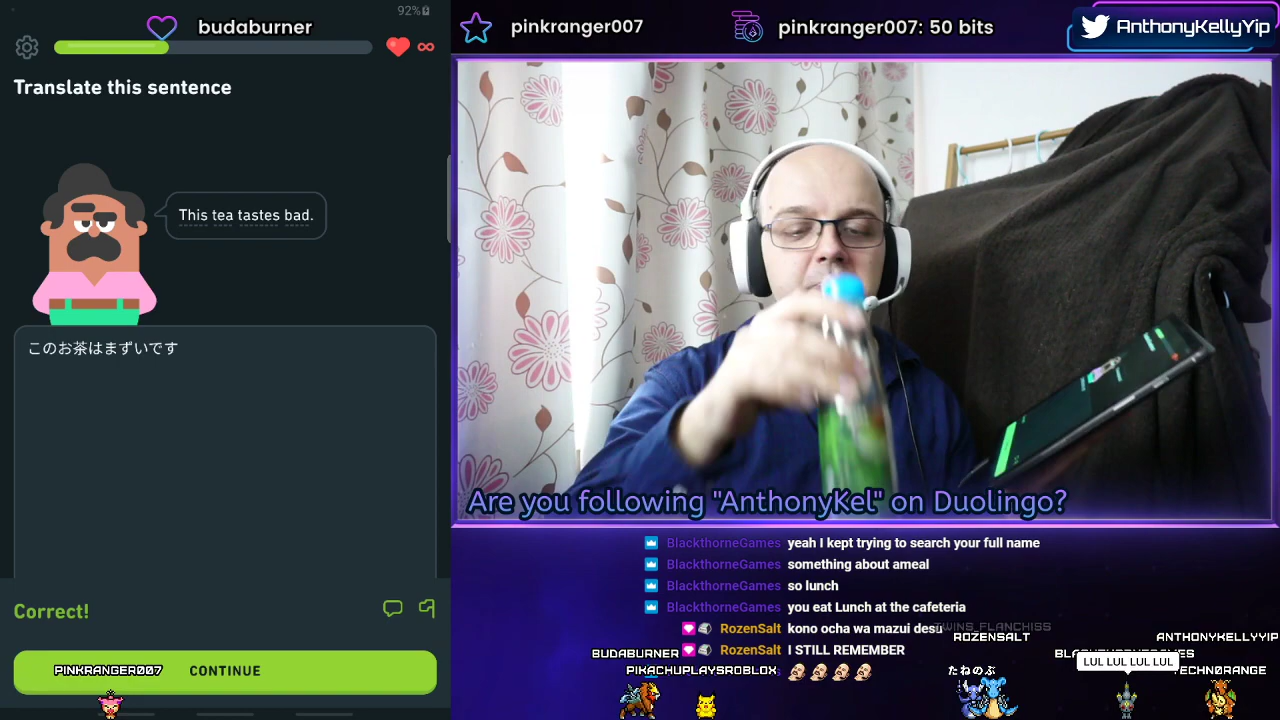 92%
budaburner
∞
Translate this sentence
This tea tastes bad.
このお茶はまずいです
Correct!
PINKRANGER007
CONTINUE
pinkranger007
pinkranger007: 50 bits
AnthonyKellyYip
Are you following "AnthonyKel" on Duolingo?
BlackthorneGames yeah I kept trying to search your full name
BlackthorneGames something about ameal
BlackthorneGames so lunch
BlackthorneGames you eat Lunch at the cafeteria
RozenSalt kono ocha wa mazui desu
RozenSalt I STILL REMEMBER
TWINS_FLANCHISS
ROZENSALT
ANTHONYKELLYYIP
BUDABURNER
PIKACHUPLAYSROBLOX
たねのぶ
LUL LUL LUL LUL
TECHN0RANGE